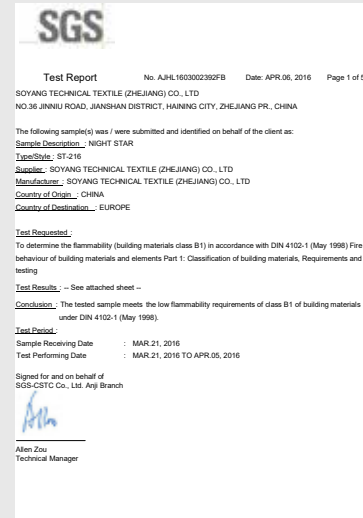 SGS
Test Report No. AJHL1603002392FB Date: APR.06, 2016 Page 1 of 5
SOYANG TECHNICAL TEXTILE (ZHEJIANG) CO., LTD
NO.36 JINNIU ROAD, JIANSHAN DISTRICT, HAINING CITY, ZHEJIANG PR., CHINA
The following sample(s) was / were submitted and identified on behalf of the client as:
Sample Description : NIGHT STAR
Type/Style : ST-216
Supplier : SOYANG TECHNICAL TEXTILE (ZHEJIANG) CO., LTD
Manufacturer : SOYANG TECHNICAL TEXTILE (ZHEJIANG) CO., LTD
Country of Origin : CHINA
Country of Destination : EUROPE
Test Requested :
To determine the flammability (building materials class B1) in accordance with DIN 4102-1 (May 1998) Fire
behaviour of building materials and elements Part 1: Classification of building materials, Requirements and
testing
Test Results : -- See attached sheet --
Conclusion : The tested sample meets the low flammability requirements of class B1 of building materials
under DIN 4102-1 (May 1998).
Test Period :
Sample Receiving Date : MAR.21, 2016
Test Performing Date : MAR.21, 2016 TO APR.05, 2016
Signed for and on behalf of
SGS-CSTC Co., Ltd. Anji Branch
Allen Zou
Technical Manager